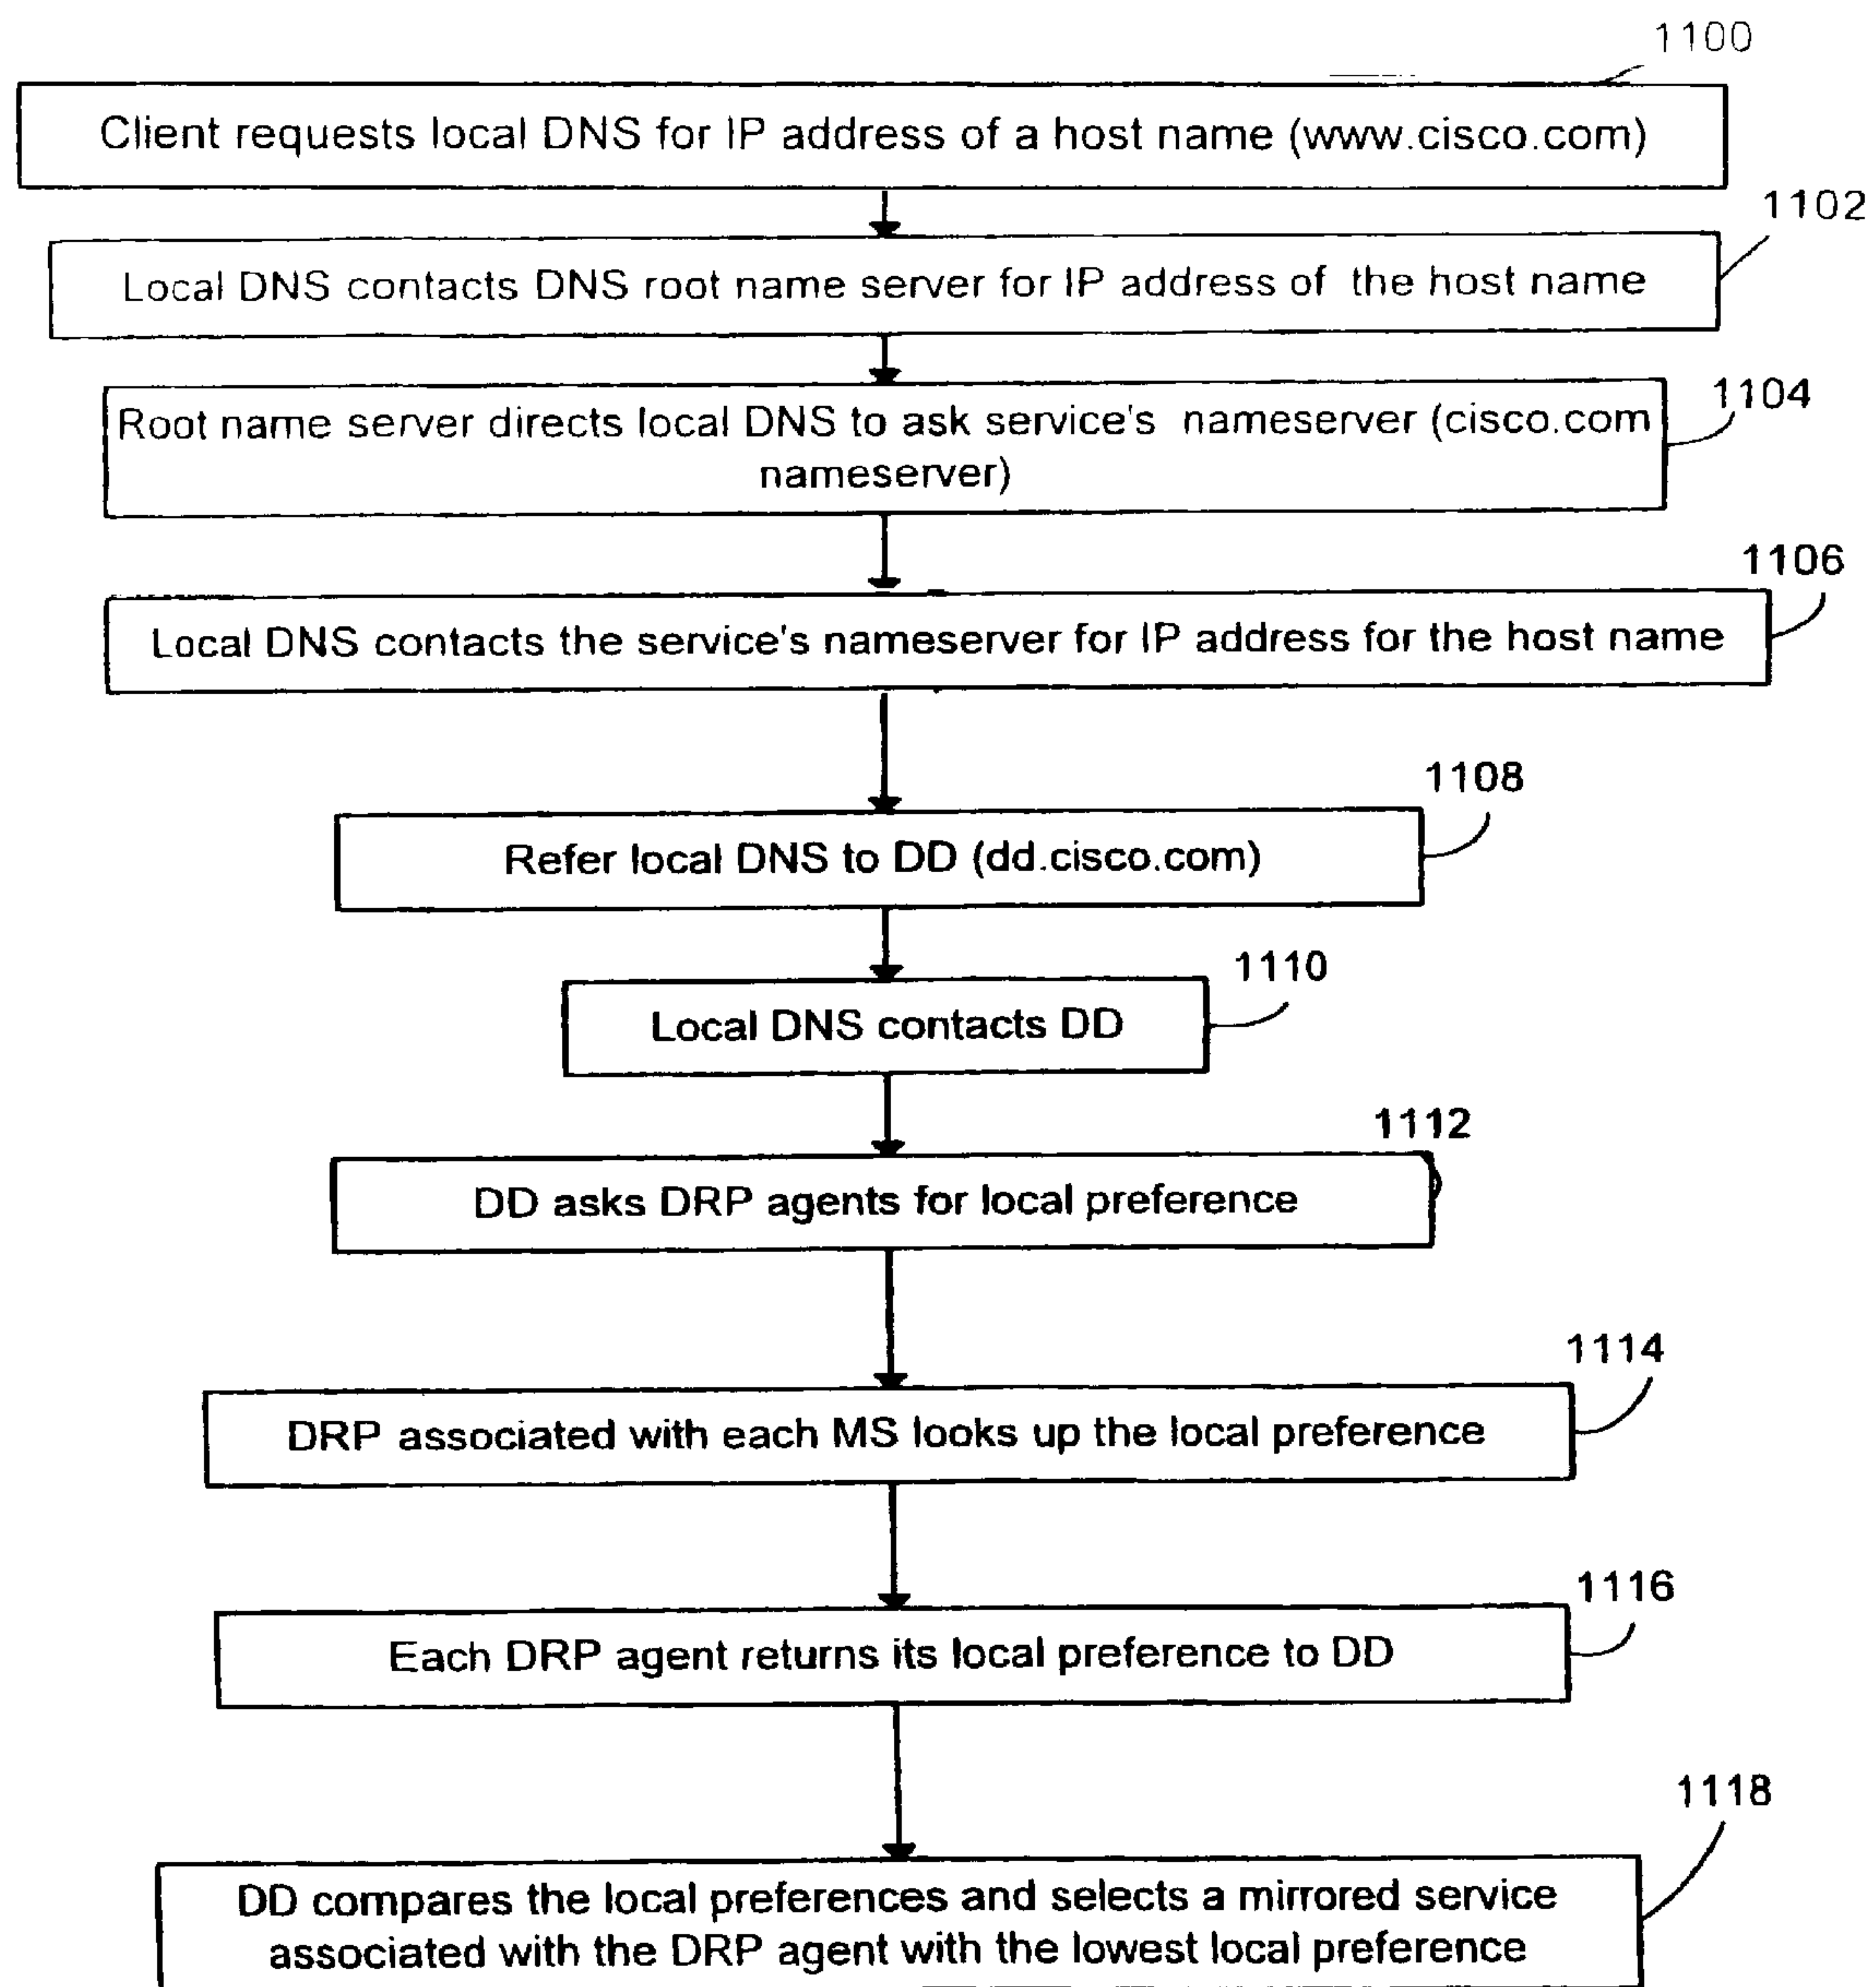 1100
Client requests local DNS for IP address of a host name (www.cisco.com)
1102
Local DNS contacts DNS root name server for IP address of the host name
1104
Root name server directs local DNS to ask service's nameserver (cisco.com
nameserver)
1106
Local DNS contacts the service's nameserver for IP address for the host name
1108
Refer local DNS to DD (dd.cisco.com)
1110
Local DNS contacts DD
1112
DD asks DRP agents for local preference
1114
DRP associated with each MS looks up the local preference
1116
Each DRP agent returns its local preference to DD
1118
DD compares the local preferences and selects a mirrored service
associated with the DRP agent with the lowest local preference